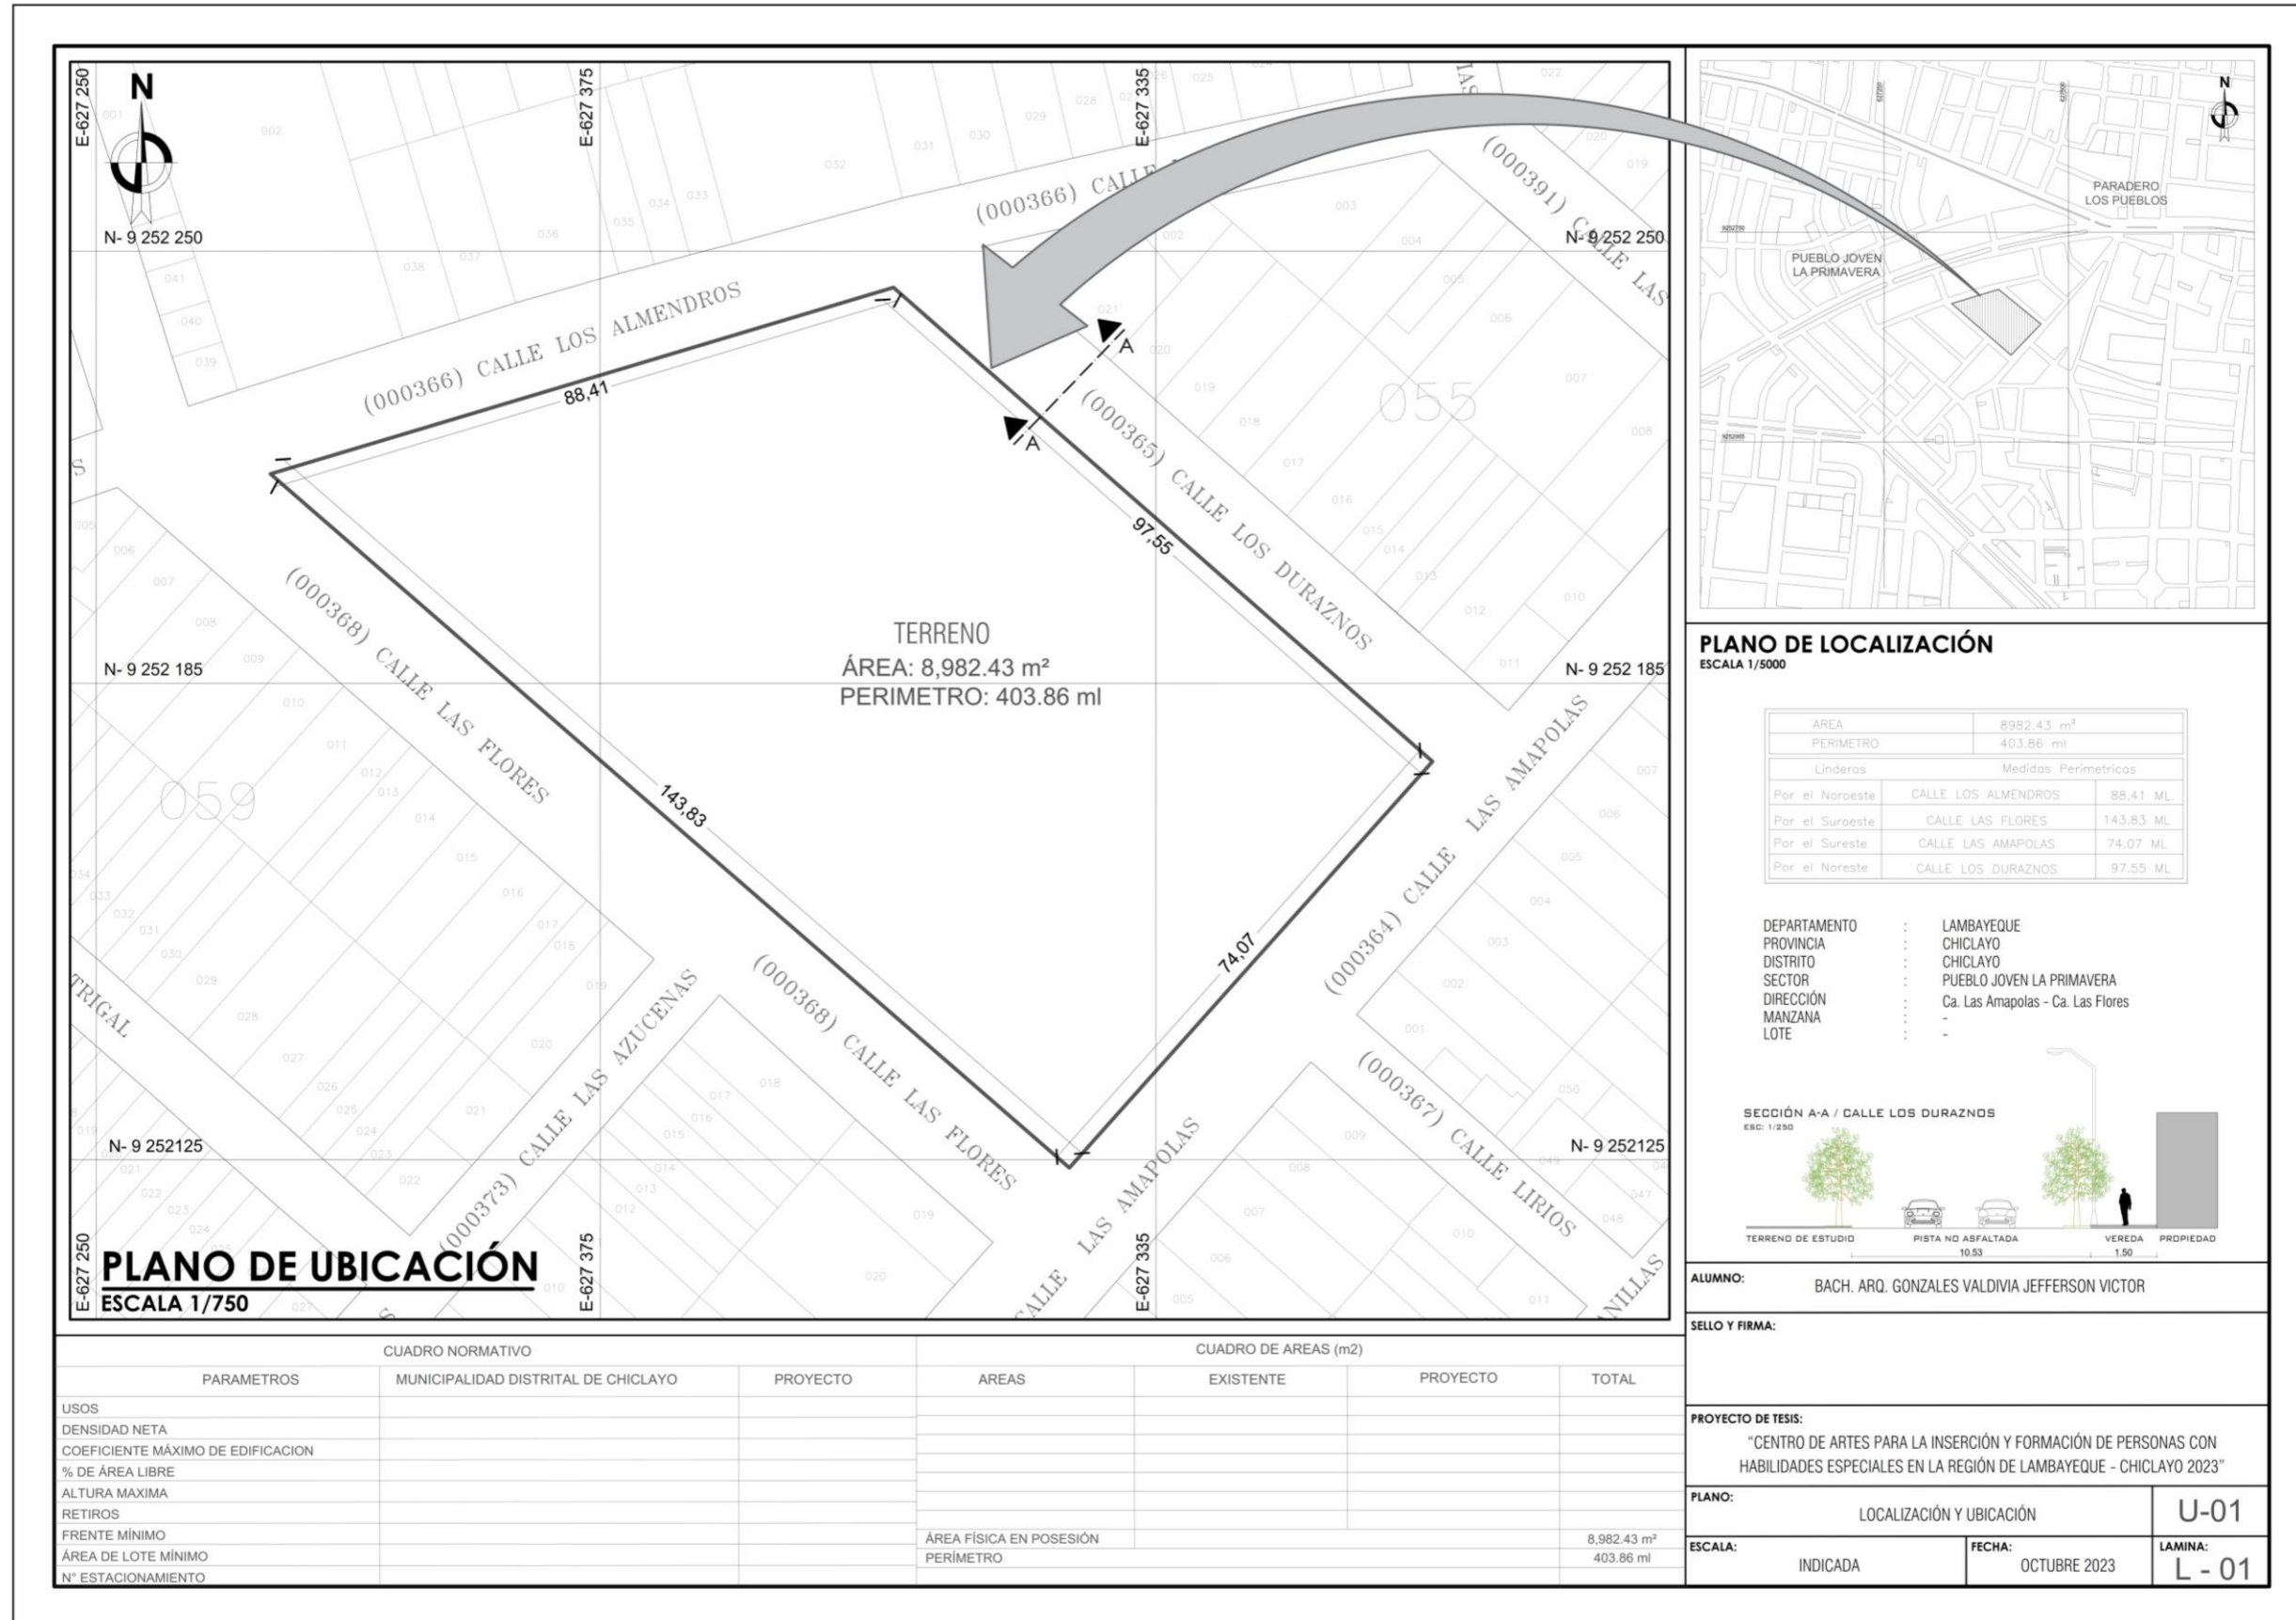 E-627 250
E-627 375
E-627 335
N
N- 9 252 250
N- 9 252 250
(000366) CALLE
(000391) CALLE LAS
(000366) CALLE LOS ALMENDROS
88,41
A
A
(000365) CALLE LOS DURAZNOS
055
97,55
(000368) CALLE LAS FLORES
TERRENO
ÁREA: 8,982.43 m²
PERIMETRO: 403.86 ml
N- 9 252 185
N- 9 252 185
059
143,83
74,07
(000364) CALLE LAS AMAPOLAS
(000368) CALLE LAS FLORES
(000373) CALLE LAS AZUCENAS
TRIGAL
(000367) CALLE LIRIOS
CALLE LAS AMAPOLAS
N- 9 252125
N- 9 252125
E-627 250
E-627 375
E-627 335
PLANO DE UBICACIÓN
ESCALA 1/750
N
PARADERO
LOS PUEBLOS
PUEBLO JOVEN
LA PRIMAVERA
PLANO DE LOCALIZACIÓN
ESCALA 1/5000
AREA 8982.43 m²
PERIMETRO 403.86 ml
Linderos Medidas Perimetricas
Por el Noroeste CALLE LOS ALMENDROS 88.41 ML.
Por el Suroeste CALLE LAS FLORES 143.83 ML
Por el Sureste CALLE LAS AMAPOLAS 74.07 ML
Por el Noreste CALLE LOS DURAZNOS 97.55 ML
DEPARTAMENTO : LAMBAYEQUE
PROVINCIA : CHICLAYO
DISTRITO : CHICLAYO
SECTOR : PUEBLO JOVEN LA PRIMAVERA
DIRECCIÓN : Ca. Las Amapolas - Ca. Las Flores
MANZANA : -
LOTE : -
SECCIÓN A-A / CALLE LOS DURAZNOS
ESC: 1/250
TERRENO DE ESTUDIO PISTA NO ASFALTADA VEREDA PROPIEDAD
10.53 1.50
ALUMNO: BACH. ARQ. GONZALES VALDIVIA JEFFERSON VICTOR
SELLO Y FIRMA:
PROYECTO DE TESIS:
"CENTRO DE ARTES PARA LA INSERCIÓN Y FORMACIÓN DE PERSONAS CON
HABILIDADES ESPECIALES EN LA REGIÓN DE LAMBAYEQUE - CHICLAYO 2023"
PLANO: LOCALIZACIÓN Y UBICACIÓN U-01
ESCALA: INDICADA FECHA: OCTUBRE 2023 LAMINA: L - 01
CUADRO NORMATIVO
PARAMETROS MUNICIPALIDAD DISTRITAL DE CHICLAYO PROYECTO
USOS
DENSIDAD NETA
COEFICIENTE MÁXIMO DE EDIFICACION
% DE ÁREA LIBRE
ALTURA MAXIMA
RETIROS
FRENTE MÍNIMO
ÁREA DE LOTE MÍNIMO
N° ESTACIONAMIENTO
CUADRO DE AREAS (m2)
AREAS EXISTENTE PROYECTO TOTAL
ÁREA FÍSICA EN POSESIÓN 8,982.43 m²
PERÍMETRO 403.86 ml